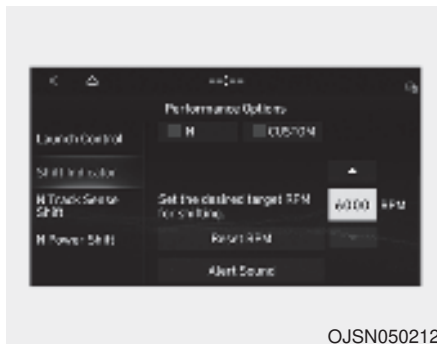 --:--
Performance Options
Launch Control
N
CUSTOM
Shift Indicator
N Track Sense
Shift
Set the desired target RPM
for shifting.
6000 RPM
N Power Shift
Reset RPM
Alert Sound
OJSN050212